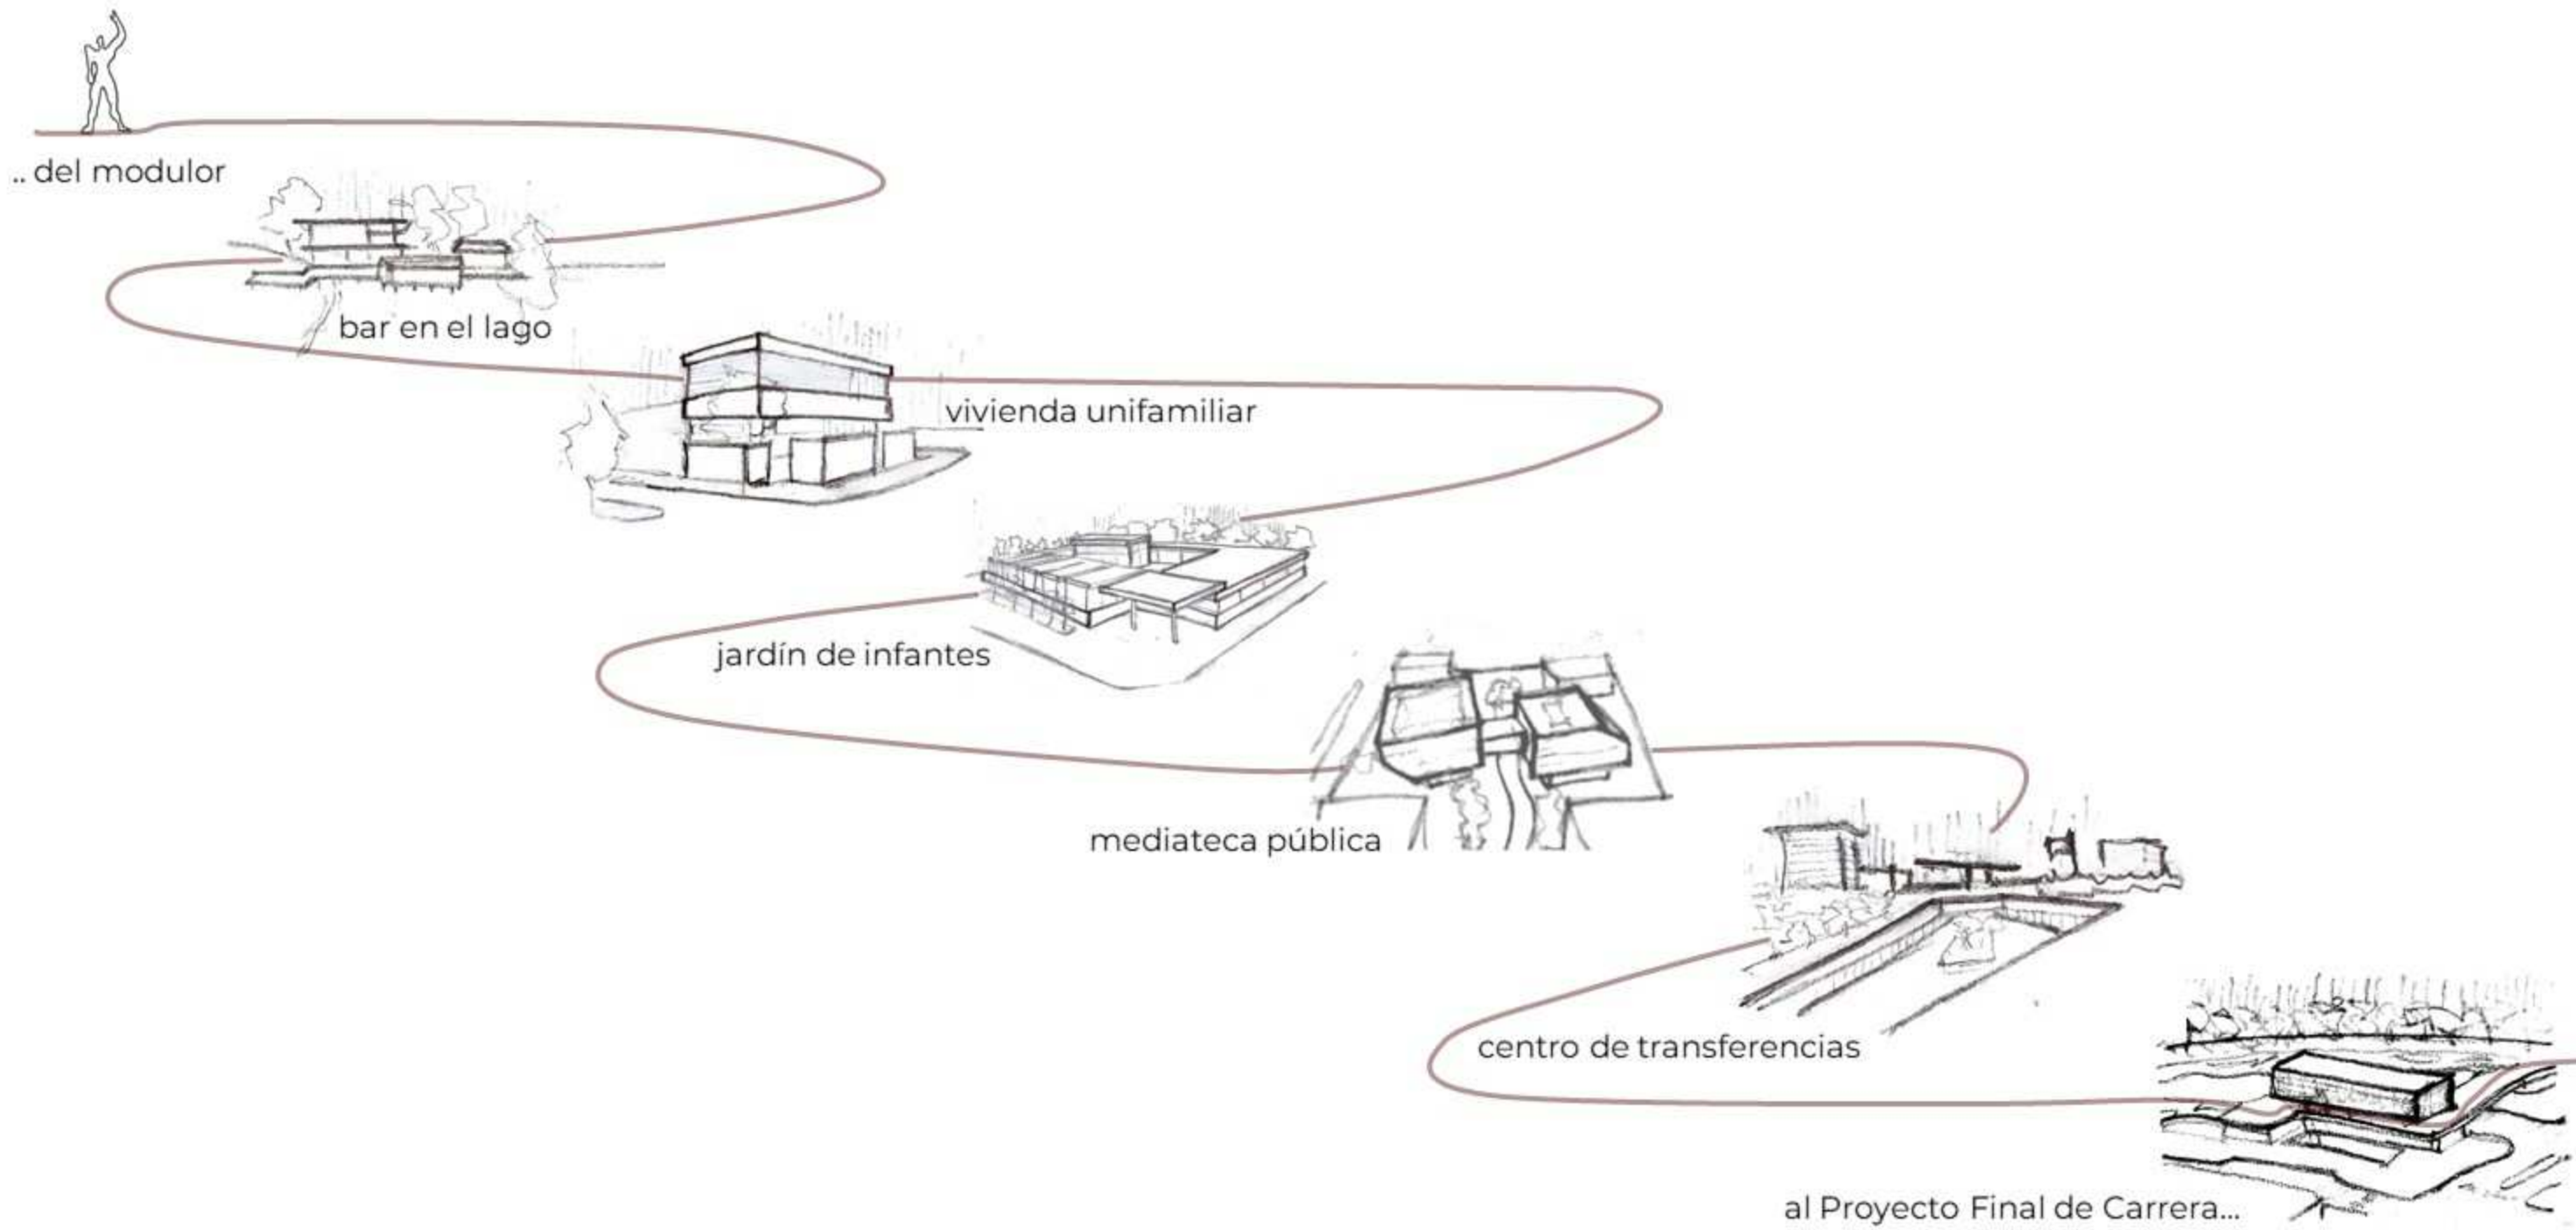 .. del modulor
bar en el lago
vivienda unifamiliar
jardín de infantes
mediateca pública
centro de transferencias
al Proyecto Final de Carrera...